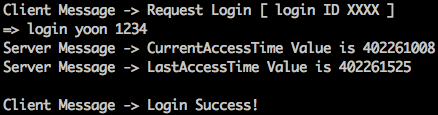 Client Message -> Request Login [ login ID XXXX ]
=> login yoon 1234
Server Message -> CurrentAccessTime Value is 402261008
Server Message -> LastAccessTime Value is 402261525
Client Message -> Login Success!